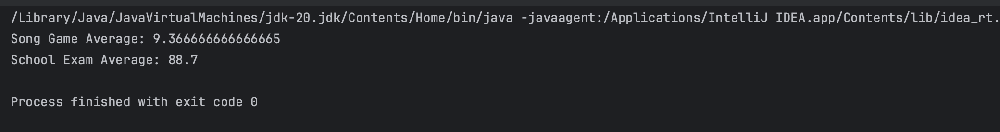 /Library/Java/JavaVirtualMachines/jdk-20.jdk/Contents/Home/bin/java -javaagent:/Applications/IntelliJ IDEA.app/Contents/lib/idea_rt.
Song Game Average: 9.366666666666665
School Exam Average: 88.7
Process finished with exit code 0